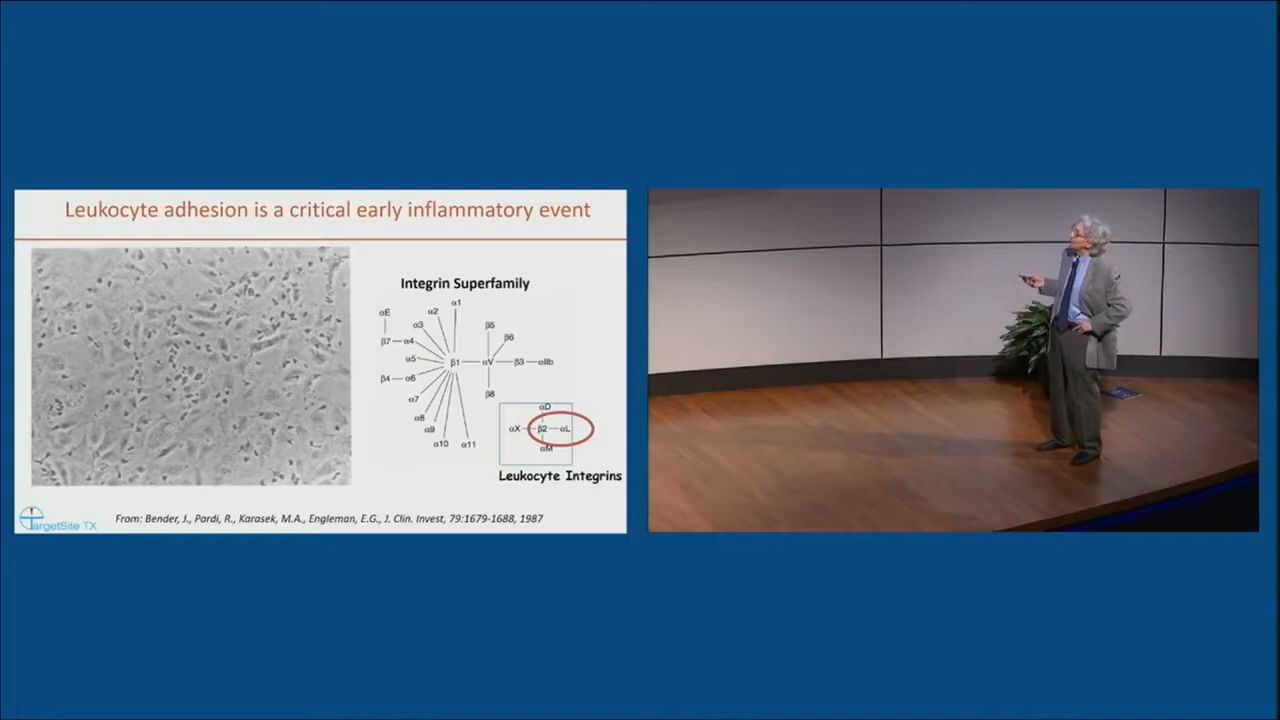 Leukocyte adhesion is a critical early inflammatory event
Integrin Superfamily
α1
αE
α2
α3
β5
β6
β7
α4
α5
β1
αV
β3
αIIb
β4
α6
α7
β8
α8
α9
α10
α11
αD
αX
β2
αL
αM
Leukocyte Integrins
TargetSite TX
From: Bender, J., Pardi, R., Karasek, M.A., Engleman, E.G., J. Clin. Invest, 79:1679-1688, 1987